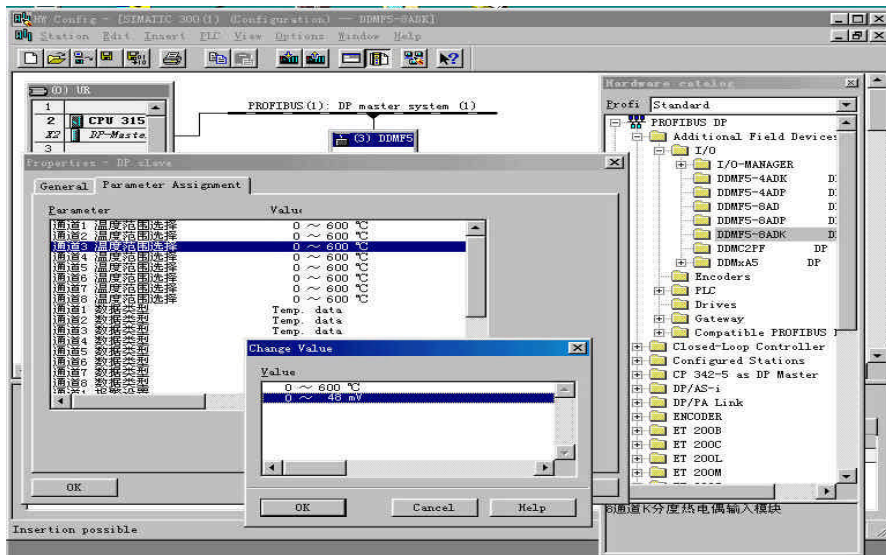 HW Config - [SIMATIC 300(1) (Configuration) -- DDMF5-8ADK]
Station Edit Insert PLC View Options Window Help
(0) UR
1
2 CPU 315
X2 DP-Maste
3
PROFIBUS(1): DP master system (1)
(3) DDMF5
Hardware catalog
Profi Standard
PROFIBUS DP
Additional Field Devices
I/O
I/O-MANAGER
DDMF5-4ADK D
DDMF5-4ADP D
DDMF5-8AD D
DDMF5-8ADP D
DDMF5-8ADK D
DDMC2PF DP
DDMxA5 DP
Encoders
PLC
Drives
Gateway
Compatible PROFIBUS
Closed-Loop Controller
Configured Stations
CP 342-5 as DP Master
DP/AS-i
DP/PA Link
ENCODER
ET 200B
ET 200C
ET 200L
ET 200M
8通道K分度热电偶输入模块
Properties - DP slave
General Parameter Assignment
Parameter Value
通道1 温度范围选择 0 ～ 600 ℃
通道2 温度范围选择 0 ～ 600 ℃
通道3 温度范围选择 0 ～ 600 ℃
通道4 温度范围选择 0 ～ 600 ℃
通道5 温度范围选择 0 ～ 600 ℃
通道6 温度范围选择 0 ～ 600 ℃
通道7 温度范围选择 0 ～ 600 ℃
通道8 温度范围选择 0 ～ 600 ℃
通道1 数据类型 Temp. data
通道2 数据类型 Temp. data
通道3 数据类型 Temp. data
通道4 数据类型
通道5 数据类型
通道6 数据类型
通道7 数据类型
通道8 数据类型
通道1
OK
Change Value
Value
0 ～ 600 ℃
0 ～ 48 mV
OK Cancel Help
Insertion possible